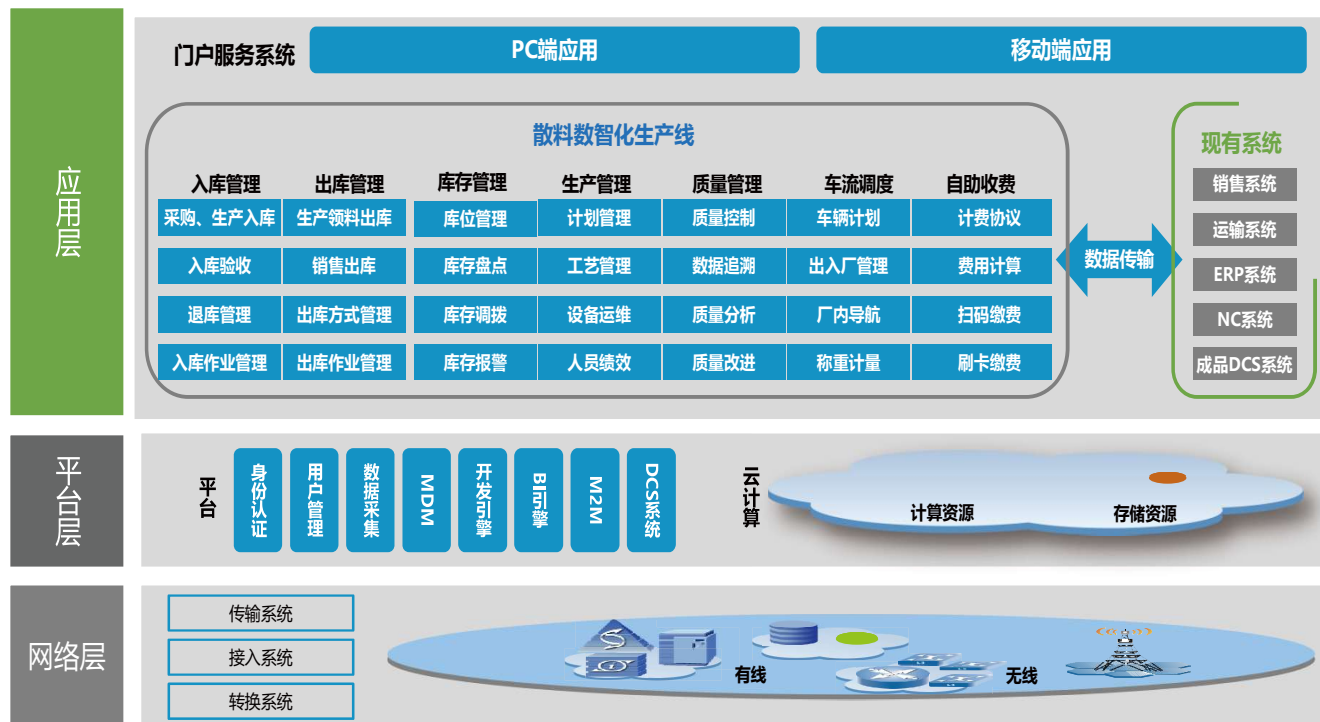 应用层
门户服务系统
PC端应用
移动端应用
散料数智化生产线
入库管理 出库管理 库存管理 生产管理 质量管理 车流调度 自助收费
采购、生产入库 生产领料出库 库位管理 计划管理 质量控制 车辆计划 计费协议
入库验收 销售出库 库存盘点 工艺管理 数据追溯 出入厂管理 费用计算
退库管理 出库方式管理 库存调拨 设备运维 质量分析 厂内导航 扫码缴费
入库作业管理 出库作业管理 库存报警 人员绩效 质量改进 称重计量 刷卡缴费
数据传输
现有系统
销售系统
运输系统
ERP系统
NC系统
成品DCS系统
平台层
平台
身份认证
用户管理
数据采集
MDM
开发引擎
BI引擎
M2M
DCS系统
云计算
计算资源
存储资源
网络层
传输系统
接入系统
转换系统
有线
无线